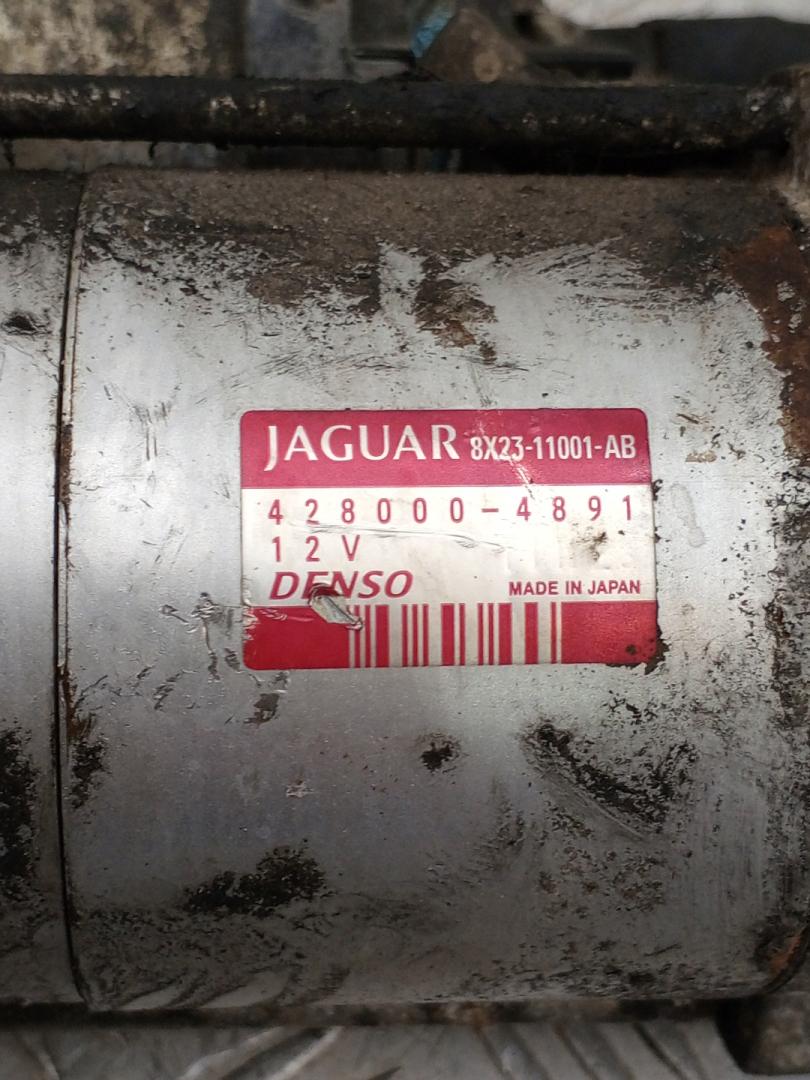 JAGUAR 8X23-11001-AB
428000-4891
12V
DENSO MADE IN JAPAN